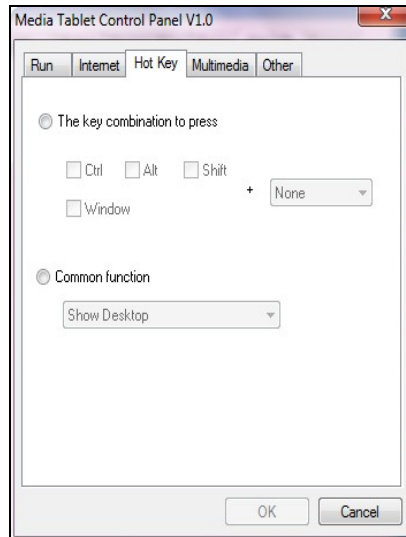 Media Tablet Control Panel V1.0
Run Internet Hot Key Multimedia Other
The key combination to press
Ctrl Alt Shift
+ None
Window
Common function
Show Desktop
OK Cancel